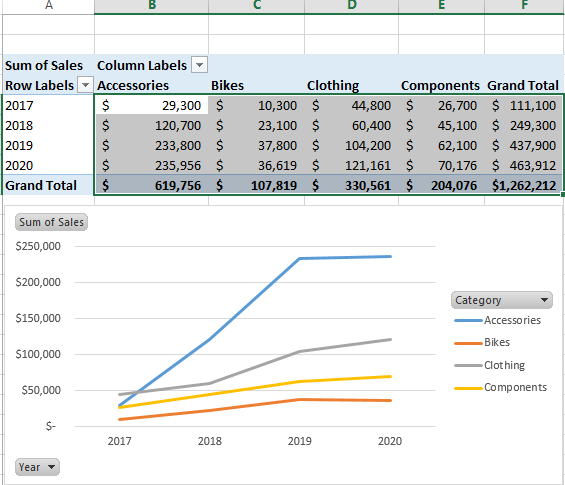 A B C D E F
Sum of Sales Column Labels
Row Labels Accessories Bikes Clothing Components Grand Total
2017 $ 29,300 $ 10,300 $ 44,800 $ 26,700 $ 111,100
2018 $ 120,700 $ 23,100 $ 60,400 $ 45,100 $ 249,300
2019 $ 233,800 $ 37,800 $ 104,200 $ 62,100 $ 437,900
2020 $ 235,956 $ 36,619 $ 121,161 $ 70,176 $ 463,912
Grand Total $ 619,756 $ 107,819 $ 330,561 $ 204,076 $1,262,212
Sum of Sales
$250,000
$200,000
$150,000
$100,000
$50,000
$-
2017 2018 2019 2020
Category
Accessories
Bikes
Clothing
Components
Year